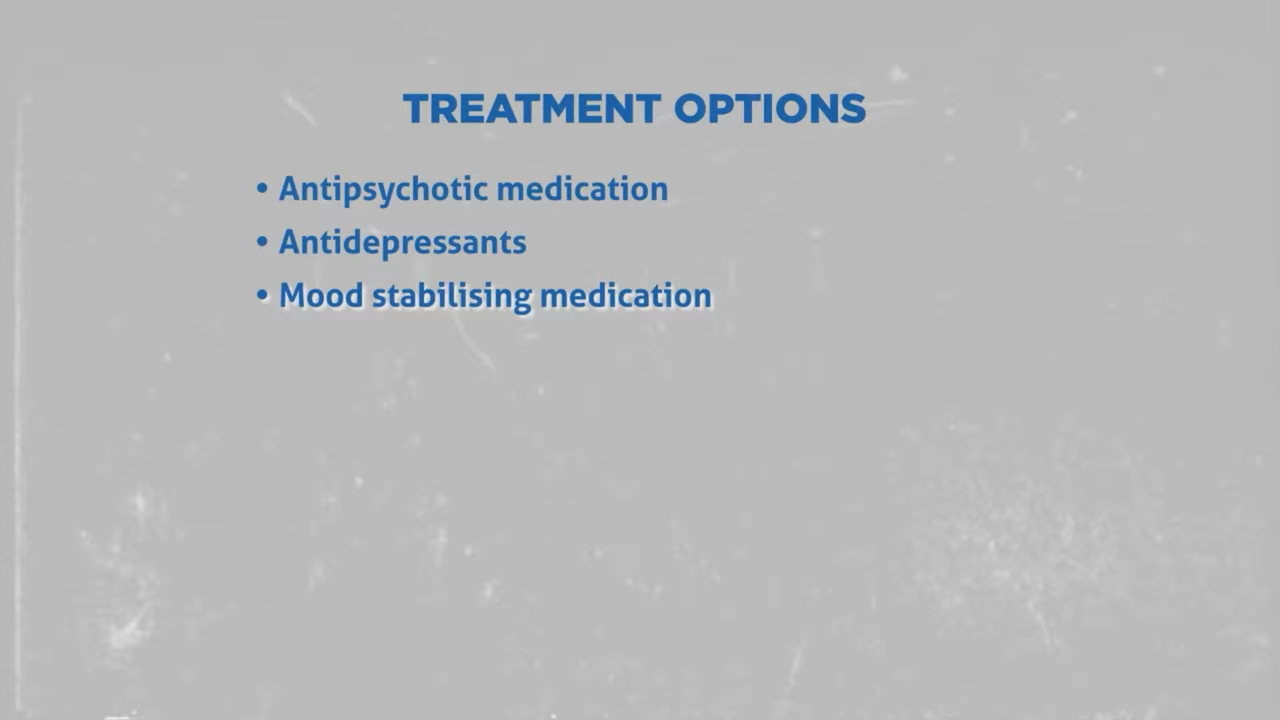 TREATMENT OPTIONS
• Antipsychotic medication
• Antidepressants
• Mood stabilising medication